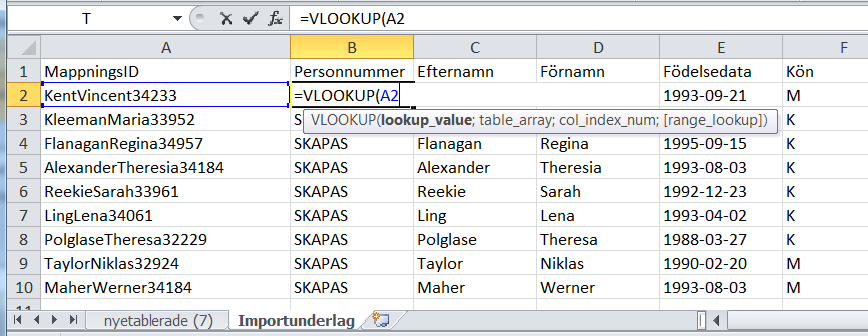 T fx =VLOOKUP(A2
A B C D E F
1 MappningsID Personnummer Efternamn Förnamn Födelsedata Kön
2 KentVincent34233 =VLOOKUP(A2 1993-09-21 M
3 KleemanMaria33952 S
VLOOKUP(lookup_value; table_array; col_index_num; [range_lookup])
4 FlanaganRegina34957 SKAPAS Flanagan Regina 1995-09-15 K
5 AlexanderTheresia34184 SKAPAS Alexander Theresia 1993-08-03 K
6 ReekieSarah33961 SKAPAS Reekie Sarah 1992-12-23 K
7 LingLena34061 SKAPAS Ling Lena 1993-04-02 K
8 PolglaseTheresa32229 SKAPAS Polglase Theresa 1988-03-27 K
9 TaylorNiklas32924 SKAPAS Taylor Niklas 1990-02-20 M
10 MaherWerner34184 SKAPAS Maher Werner 1993-08-03 M
nyetablerade (7) Importunderlag